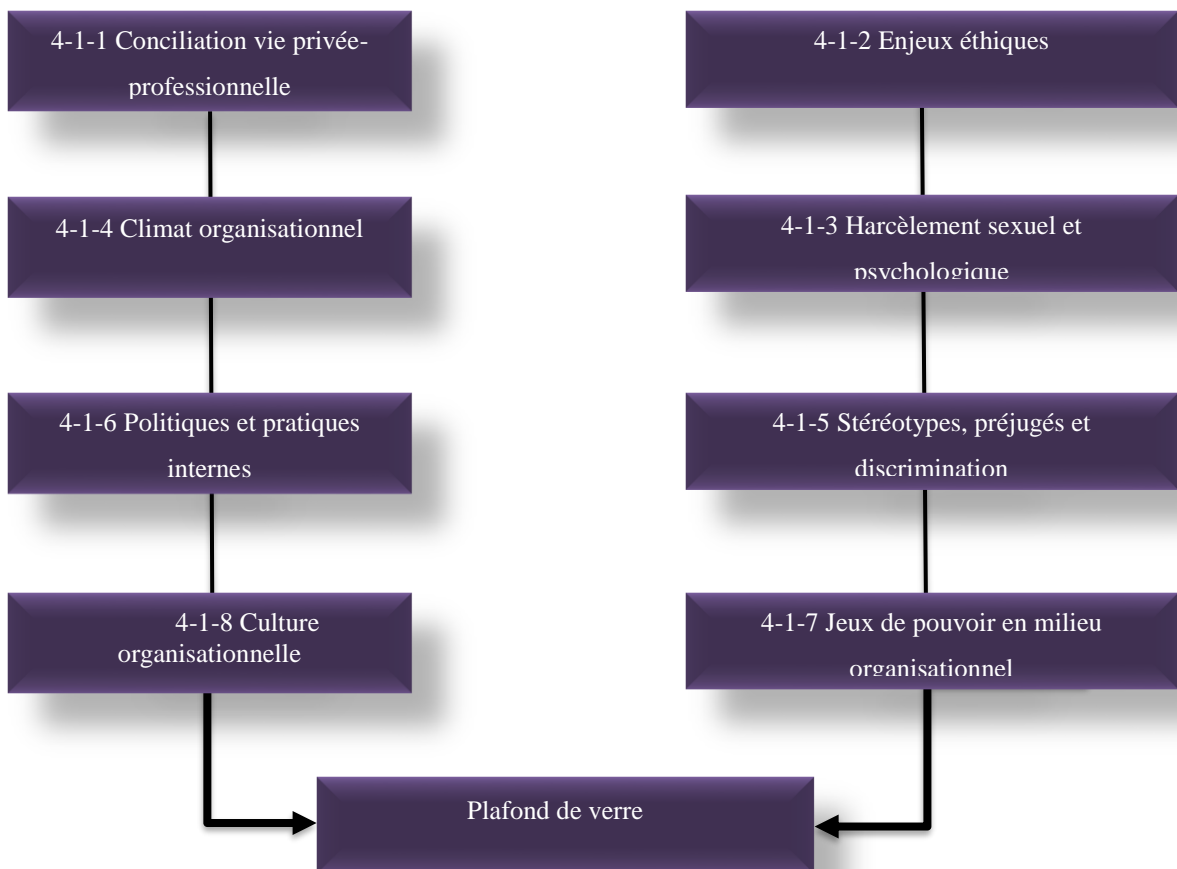 4-1-1 Conciliation vie privée-
professionnelle
4-1-2 Enjeux éthiques
4-1-4 Climat organisationnel
4-1-3 Harcèlement sexuel et
psychologique
4-1-6 Politiques et pratiques
internes
4-1-5 Stéréotypes, préjugés et
discrimination
4-1-8 Culture
organisationnelle
4-1-7 Jeux de pouvoir en milieu
organisationnel
Plafond de verre